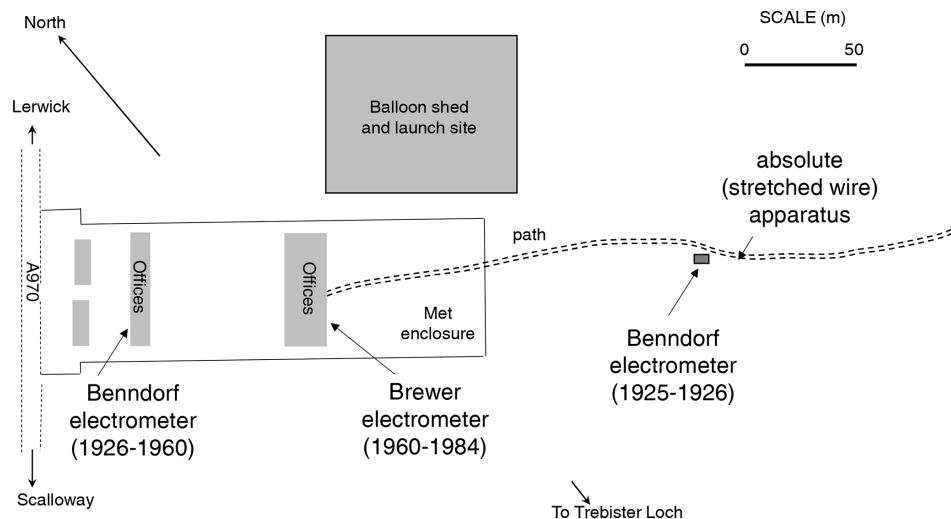 North
SCALE (m)
0 50
Lerwick
Balloon shed
and launch site
absolute
(stretched wire)
apparatus
path
A970
Offices
Offices
Met
enclosure
Benndorf
electrometer
(1925-1926)
Benndorf
electrometer
(1926-1960)
Brewer
electrometer
(1960-1984)
Scalloway
To Trebister Loch